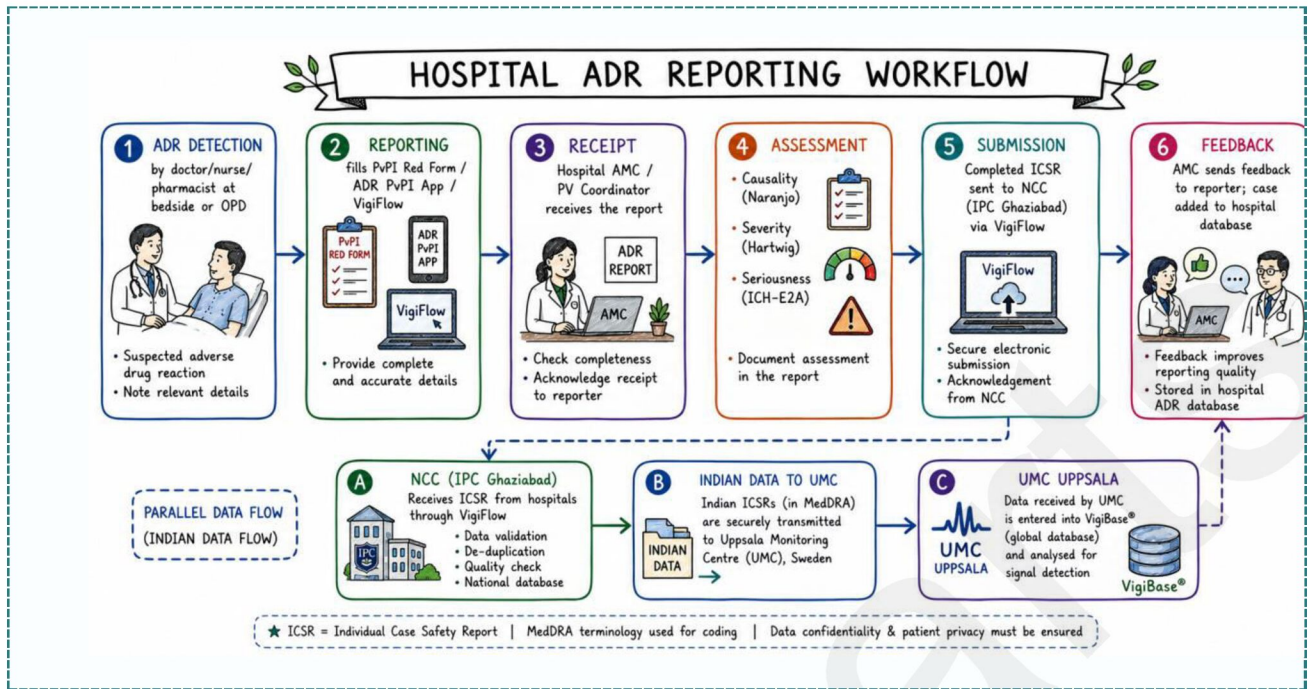 HOSPITAL ADR REPORTING WORKFLOW
1 ADR DETECTION
by doctor/nurse/
pharmacist at
bedside or OPD
• Suspected adverse
drug reaction
• Note relevant details
2 REPORTING
fills PvPI Red Form /
ADR PvPI App /
VigiFlow
PvPI
RED FORM
ADR
PvPI
APP
VigiFlow
• Provide complete
and accurate details
3 RECEIPT
Hospital AMC /
PV Coordinator
receives the report
ADR
REPORT
AMC
• Check completeness
• Acknowledge receipt
to reporter
4 ASSESSMENT
• Causality
(Naranjo)
• Severity
(Hartwig)
• Seriousness
(ICH-E2A)
• Document assessment
in the report
5 SUBMISSION
Completed ICSR
sent to NCC
(IPC Ghaziabad)
via VigiFlow
VigiFlow
• Secure electronic
submission
• Acknowledgement
from NCC
6 FEEDBACK
AMC sends feedback
to reporter; case
added to hospital
database
AMC
• Feedback improves
reporting quality
• Stored in hospital
ADR database
PARALLEL DATA FLOW
(INDIAN DATA FLOW)
A NCC (IPC Ghaziabad)
Receives ICSR from hospitals
through VigiFlow
IPC
• Data validation
• De-duplication
• Quality check
• National database
B INDIAN DATA TO UMC
Indian ICSRs (in MedDRA)
are securely transmitted
to Uppsala Monitoring
Centre (UMC), Sweden
INDIAN
DATA
C UMC UPPSALA
Data received by UMC
is entered into VigiBase®
(global database)
and analysed for
signal detection
UMC
UPPSALA
VigiBase®
★ ICSR = Individual Case Safety Report | MedDRA terminology used for coding | Data confidentiality & patient privacy must be ensured